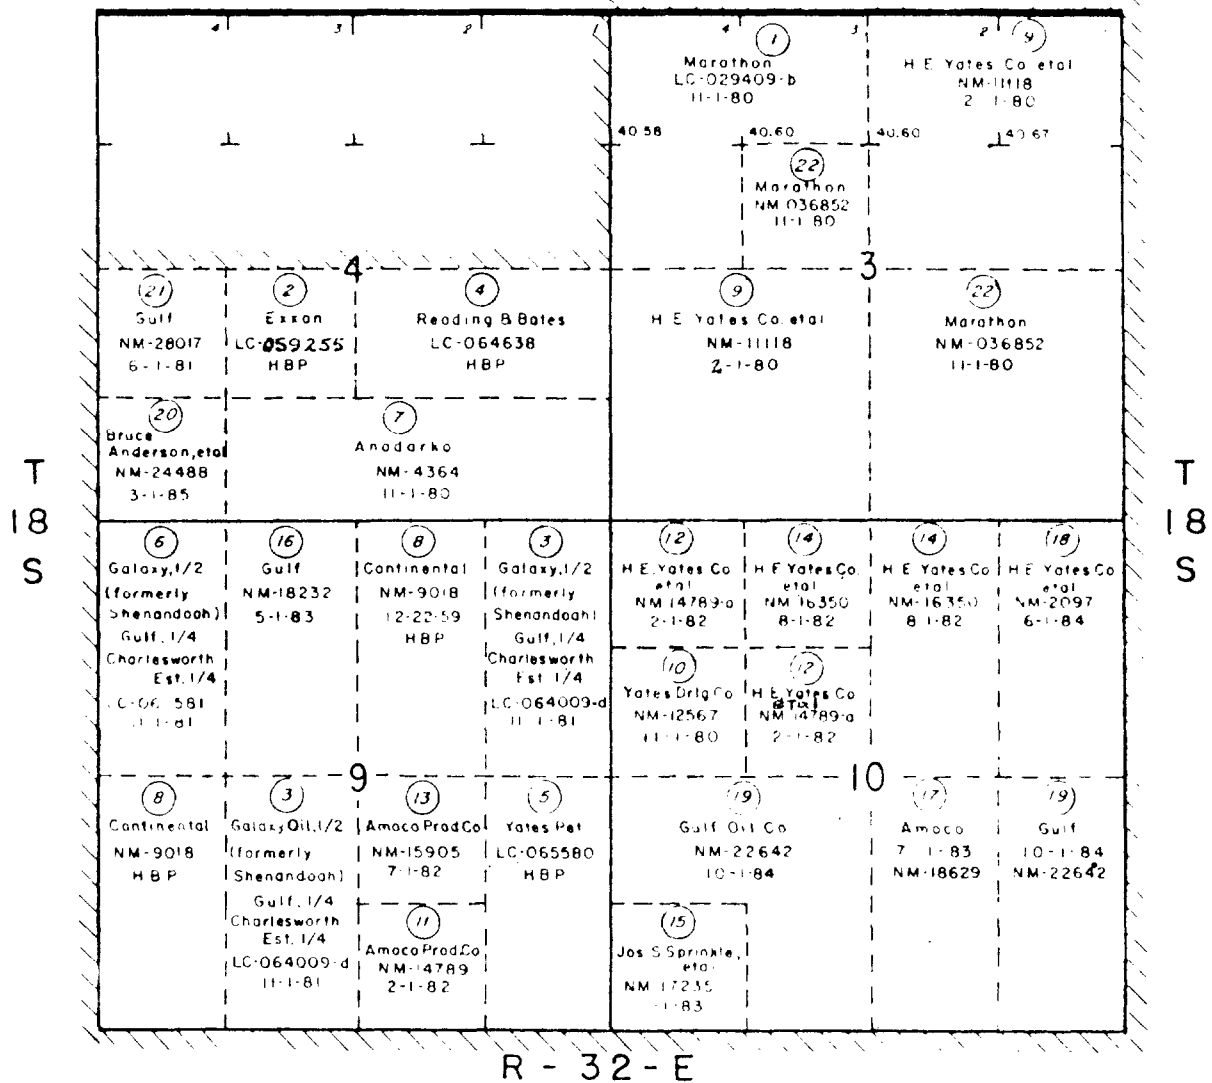 4 3 2 1
4 3 2
1
Marathon
LC-029409-b
11-1-80
9
H E Yates Co etal
NM-11118
2 1-80
40.58 40.60 40.60 40.67
22
Marathon
NM-036852
11-1-80
4
3
21
Gulf
NM-28017
6-1-81
2
Exxon
LC-059255
HBP
4
Reading & Bates
LC-064638
HBP
9
H E Yates Co. etal
NM-11118
2-1-80
22
Marathon
NM-036852
11-1-80
20
Bruce
Anderson, etal
NM-24488
3-1-85
7
Anadarko
NM-4364
11-1-80
T
18
S
T
18
S
6
Galaxy, 1/2
(formerly
Shenandoah)
Gulf, 1/4
Charlesworth
Est. 1/4
581
1-81
16
Gulf
NM-18232
5-1-83
8
Continental
NM-9018
12-22-59
HBP
3
Galaxy, 1/2
(formerly
Shenandoah)
Gulf, 1/4
Charlesworth
Est 1/4
LC-064009-d
11-1-81
12
H E. Yates Co
etal
NM 14789-a
2-1-82
14
H E Yates Co.
etal
NM 16350
8-1-82
14
H E Yates Co
etal
NM-16350
8 1-82
18
H E Yates Co
etal
NM-2097
6-1-84
10
Yates Drlg Co
NM-12567
11-1-80
12
H E Yates Co
NM 14789-a
2-1-82
9
10
8
Continental
NM-9018
HBP
3
Galaxy Oil, 1/2
(formerly
Shenandoah)
Gulf, 1/4
Charlesworth
Est. 1/4
LC-064009-d
11-1-81
13
Amoco Prod Co
NM-15905
7-1-82
5
Yates Pet
LC-065580
HBP
19
Gulf Oil Co
NM-22642
10-1-84
17
Amoco
7 1-83
NM-18629
19
Gulf
10-1-84
NM-22642
11
Amoco Prod. Co
NM-14789
2-1-82
15
Jos S Sprinkle,
etal
NM-17235
-1-83
R - 32 - E